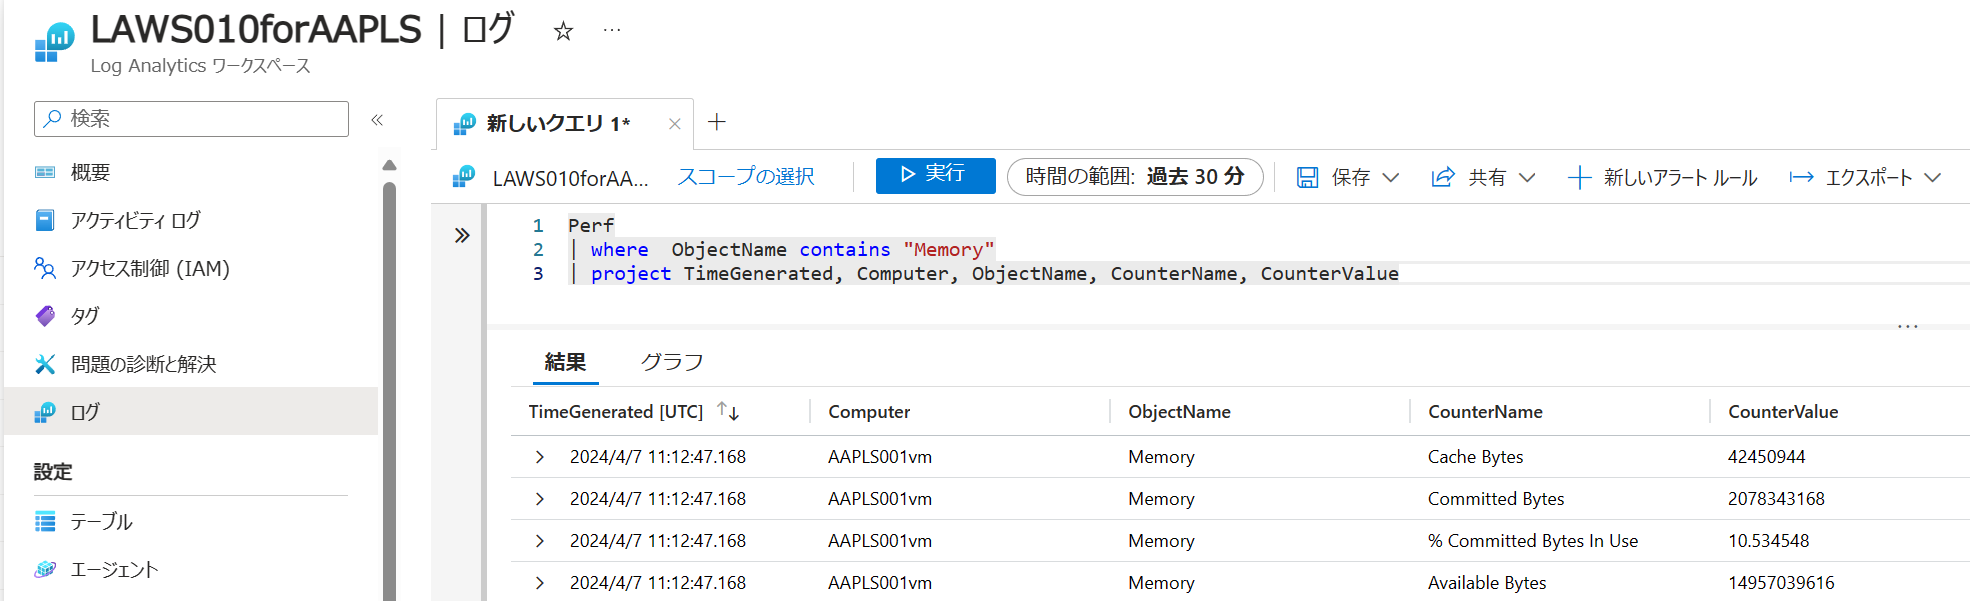 LAWS010forAAPLS | ログ ☆ …
Log Analytics ワークスペース
検索 «
概要
アクティビティ ログ
アクセス制御 (IAM)
タグ
問題の診断と解決
ログ
設定
テーブル
エージェント
新しいクエリ 1* × +
LAWS010forAA... スコープの選択 ▷ 実行 時間の範囲: 過去 30 分 保存 共有 + 新しいアラート ルール エクスポート
»
1 Perf
2 | where  ObjectName contains "Memory"
3 | project TimeGenerated, Computer, ObjectName, CounterName, CounterValue
…
結果 グラフ
TimeGenerated [UTC] ↑↓ Computer ObjectName CounterName CounterValue
> 2024/4/7 11:12:47.168 AAPLS001vm Memory Cache Bytes 42450944
> 2024/4/7 11:12:47.168 AAPLS001vm Memory Committed Bytes 2078343168
> 2024/4/7 11:12:47.168 AAPLS001vm Memory % Committed Bytes In Use 10.534548
> 2024/4/7 11:12:47.168 AAPLS001vm Memory Available Bytes 14957039616